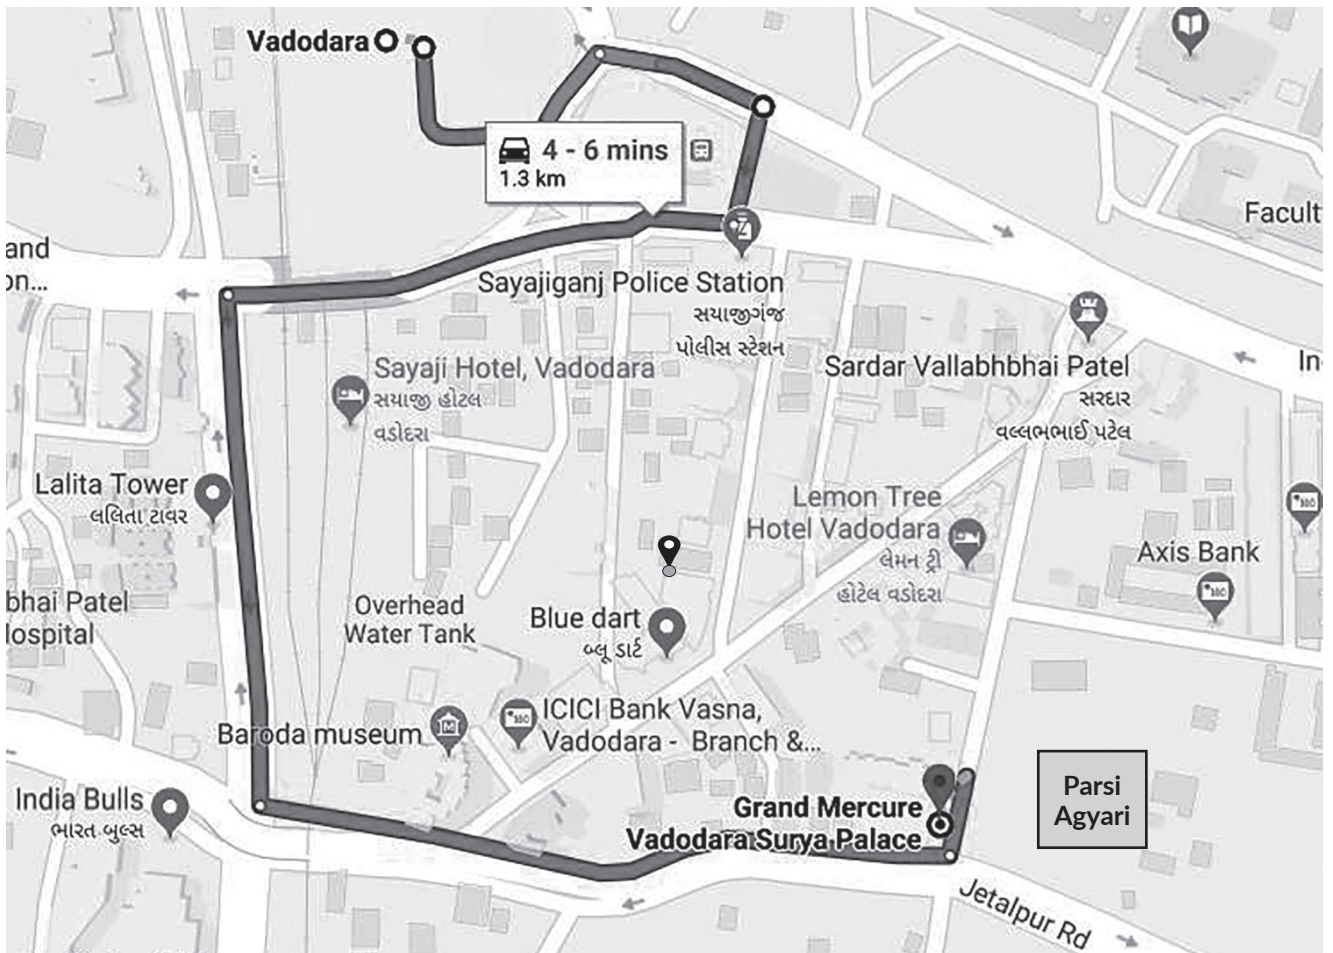 Vadodara
4 - 6 mins
1.3 km
Facult
and
on...
Sayajiganj Police Station
સયાજીગંજ
પોલીસ સ્ટેશન
Sayaji Hotel, Vadodara
સયાજી હોટલ
વડોદરા
Sardar Vallabhbhai Patel
સરદાર
વલ્લભભાઈ પટેલ
In
Lalita Tower
લલિતા ટાવર
Lemon Tree
Hotel Vadodara
લેમન ટ્રી
હોટેલ વડોદરા
Axis Bank
bhai Patel
Hospital
Overhead
Water Tank
Blue dart
બ્લૂ ડાર્ટ
ICICI Bank Vasna,
Vadodara - Branch &...
Baroda museum
India Bulls
ભારત બુલ્સ
Grand Mercure
Vadodara Surya Palace
Parsi
Agyari
Jetalpur Rd